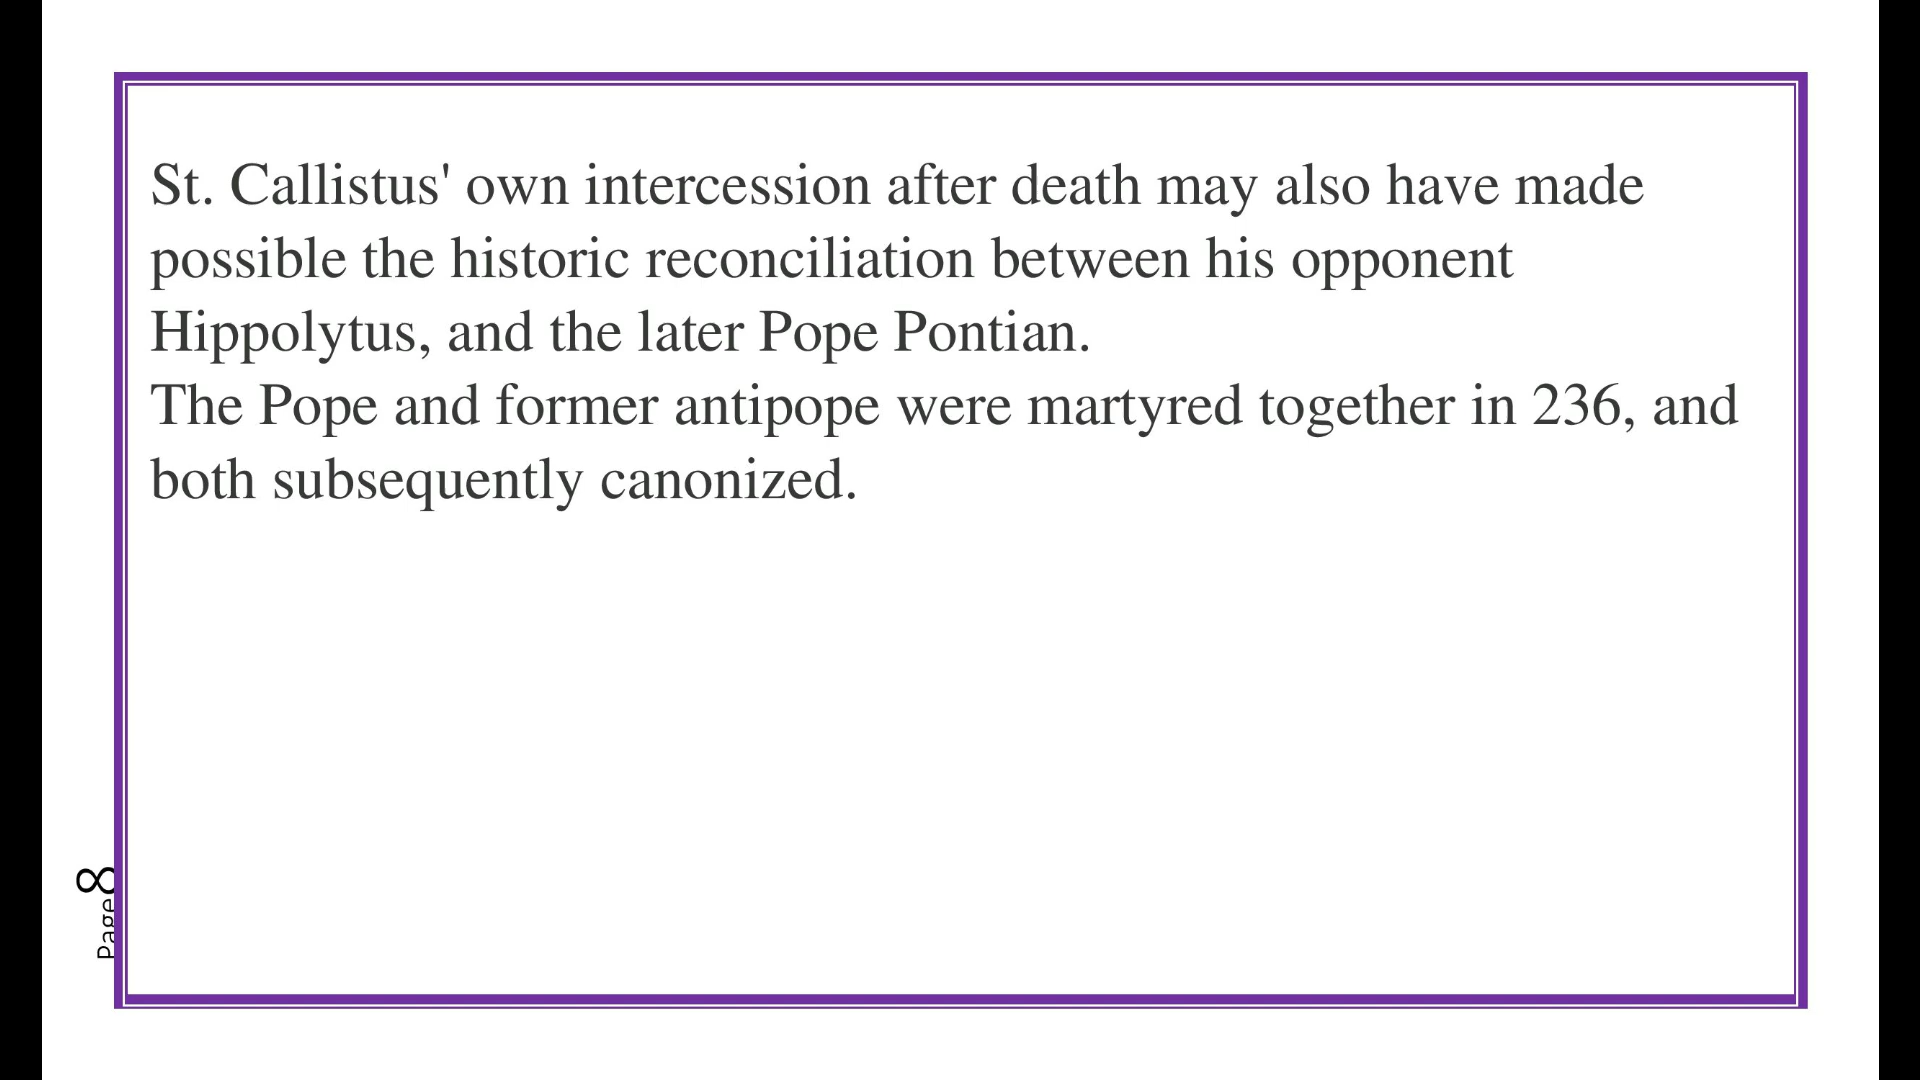 St. Callistus' own intercession after death may also have made
possible the historic reconciliation between his opponent
Hippolytus, and the later Pope Pontian.
The Pope and former antipope were martyred together in 236, and
both subsequently canonized.
Page 8